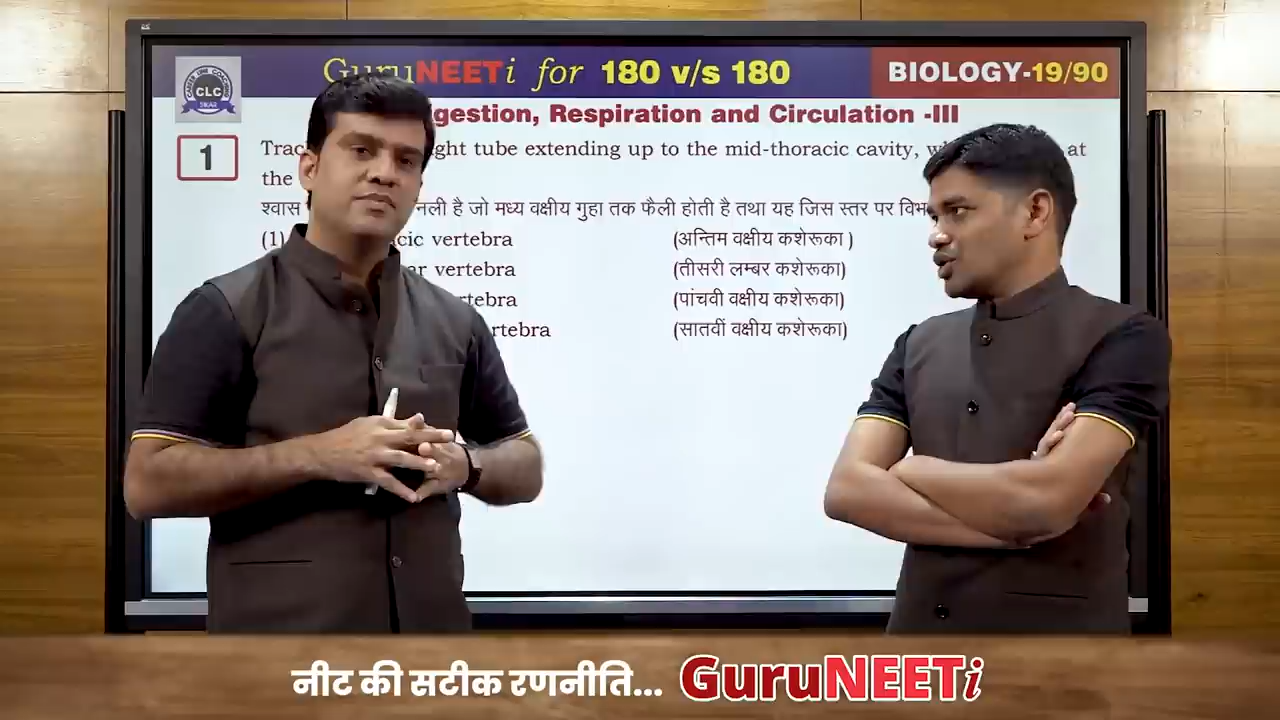 GuruNEETi for 180 v/s 180
BIOLOGY-19/90
CLC
SIKAR
gestion, Respiration and Circulation -III
1
Trac ght tube extending up to the mid-thoracic cavity, at
the
श्वास नली है जो मध्य वक्षीय गुहा तक फैली होती है तथा यह जिस स्तर पर
(1) cic vertebra (अन्तिम वक्षीय कशेरूका )
ar vertebra (तीसरी लम्बर कशेरूका)
rtebra (पांचवी वक्षीय कशेरूका)
rtebra (सातवीं वक्षीय कशेरूका)
नीट की सटीक रणनीति... GuruNEETi